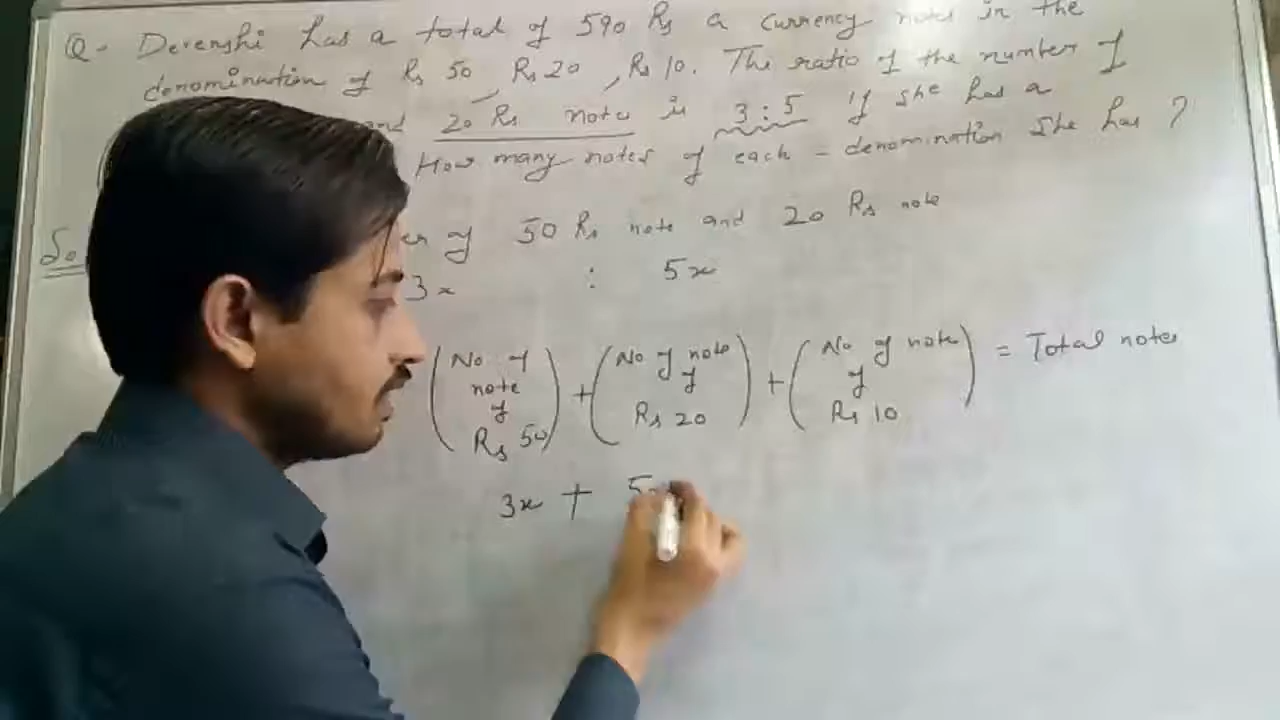 Q- Devenshi has a total of 590 Rs a currency notes in the
denomination of Rs 50, Rs 20, Rs 10. The ratio of the number of
and 20 Rs notes is 3:5 If she has a
How many notes of each - denomination she has ?
So of 50 Rs note and 20 Rs note
3x : 5x
(No of note of Rs 50) + (No of note of Rs 20) + (No of note of Rs 10) = Total notes
3x + 5x